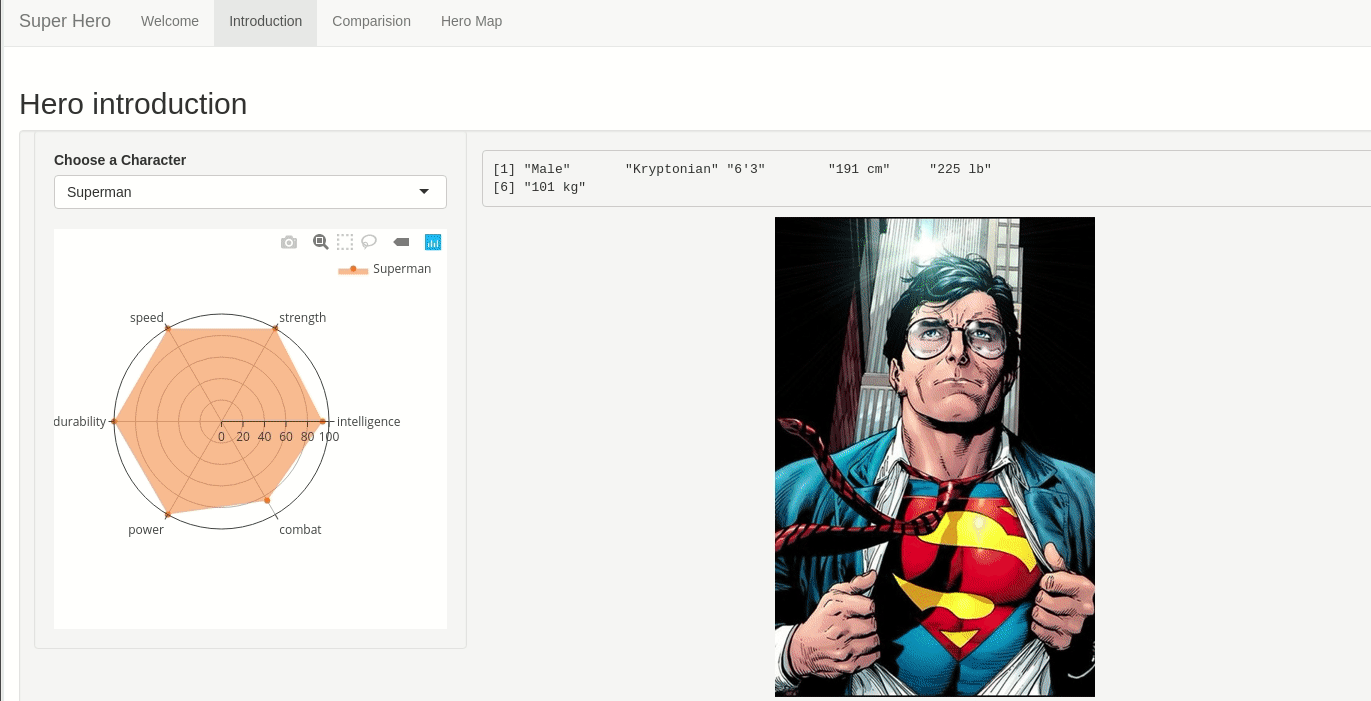 Super Hero Welcome Introduction Comparision Hero Map
Hero introduction
Choose a Character
Superman
[1] "Male" "Kryptonian" "6'3" "191 cm" "225 lb"
[6] "101 kg"
Superman
speed
strength
durability
intelligence
0 20 40 60 80 100
power
combat